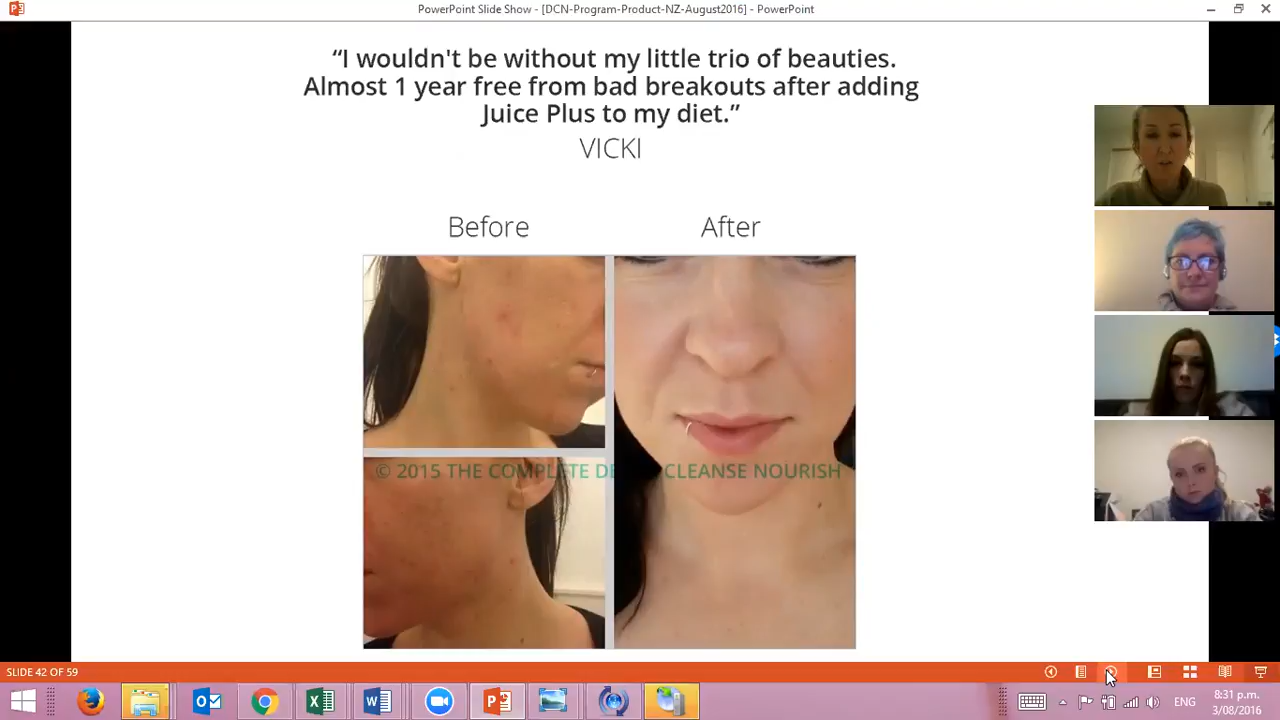 PowerPoint Slide Show - [DCN-Program-Product-NZ-August2016] - PowerPoint
“I wouldn't be without my little trio of beauties.
Almost 1 year free from bad breakouts after adding
Juice Plus to my diet.”
VICKI
Before After
© 2015 THE COMPLETE DE CLEANSE NOURISH
SLIDE 42 OF 59
ENG
8:31 p.m.
3/08/2016